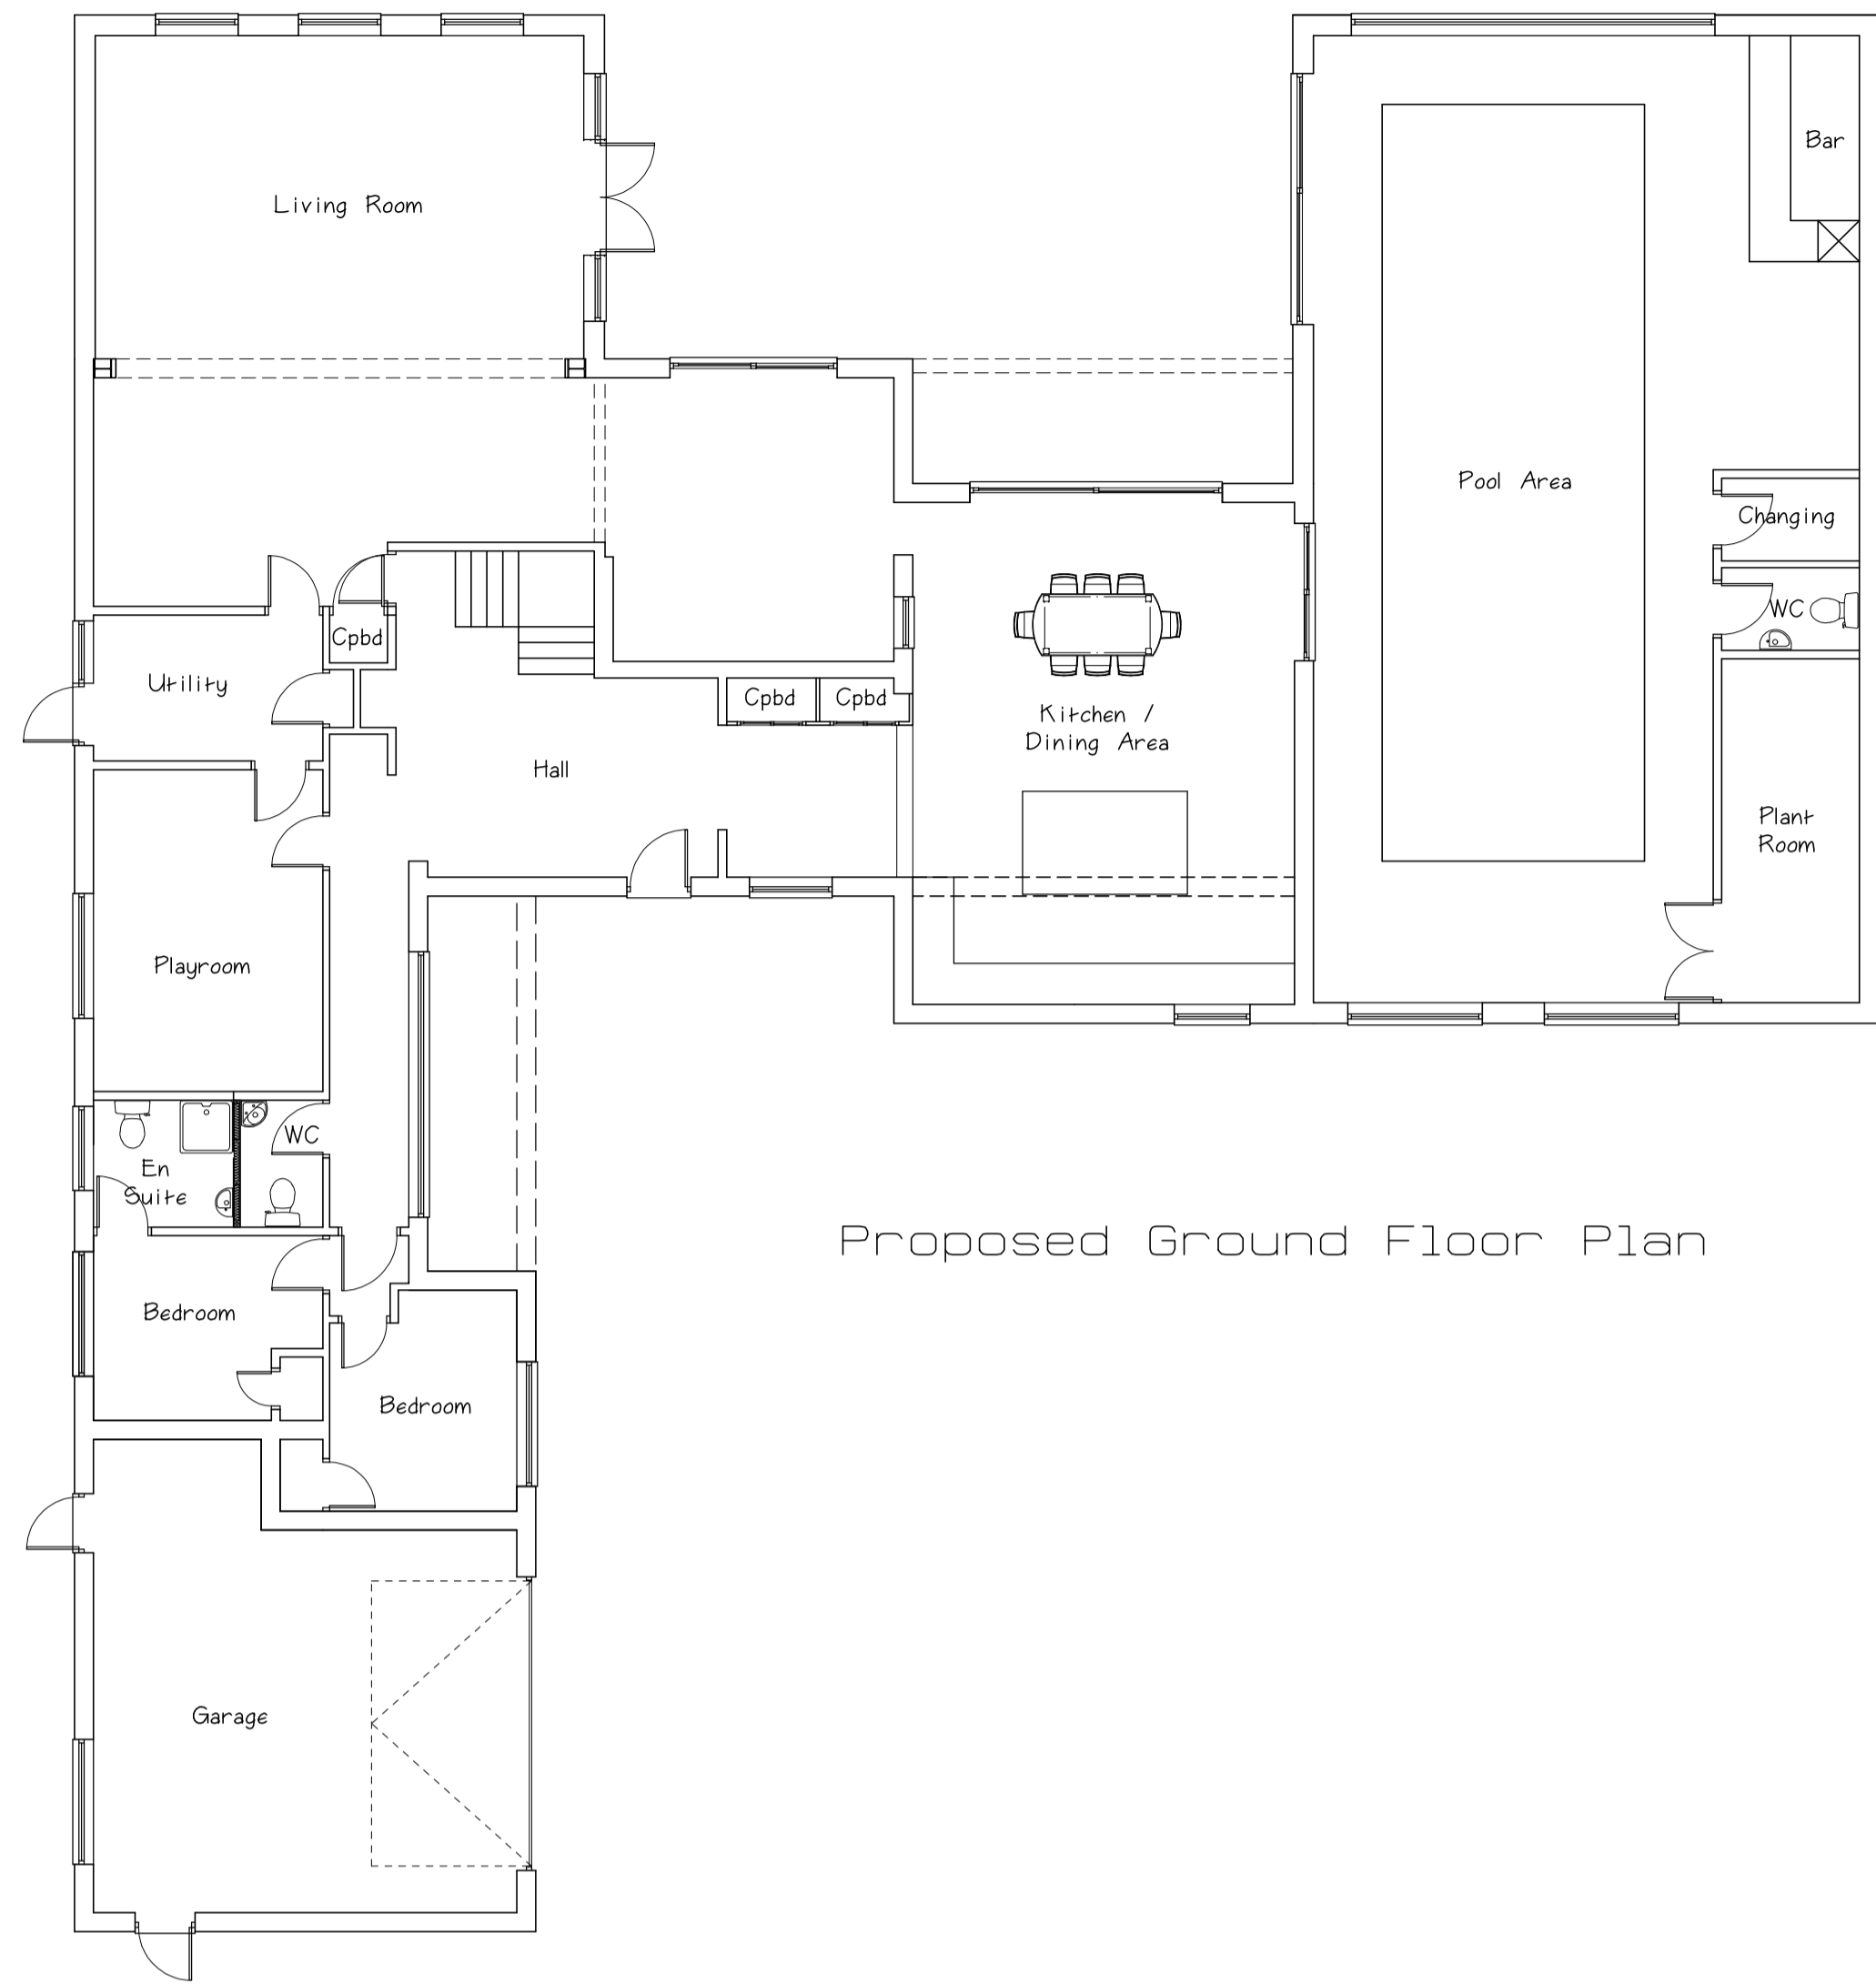 Living Room
Bar
Pool Area
Changing
WC
Cpbd
Utility
Cpbd
Cpbd
Kitchen /
Dining Area
Hall
Plant
Room
Playroom
WC
En
Suite
Proposed Ground Floor Plan
Bedroom
Bedroom
Garage